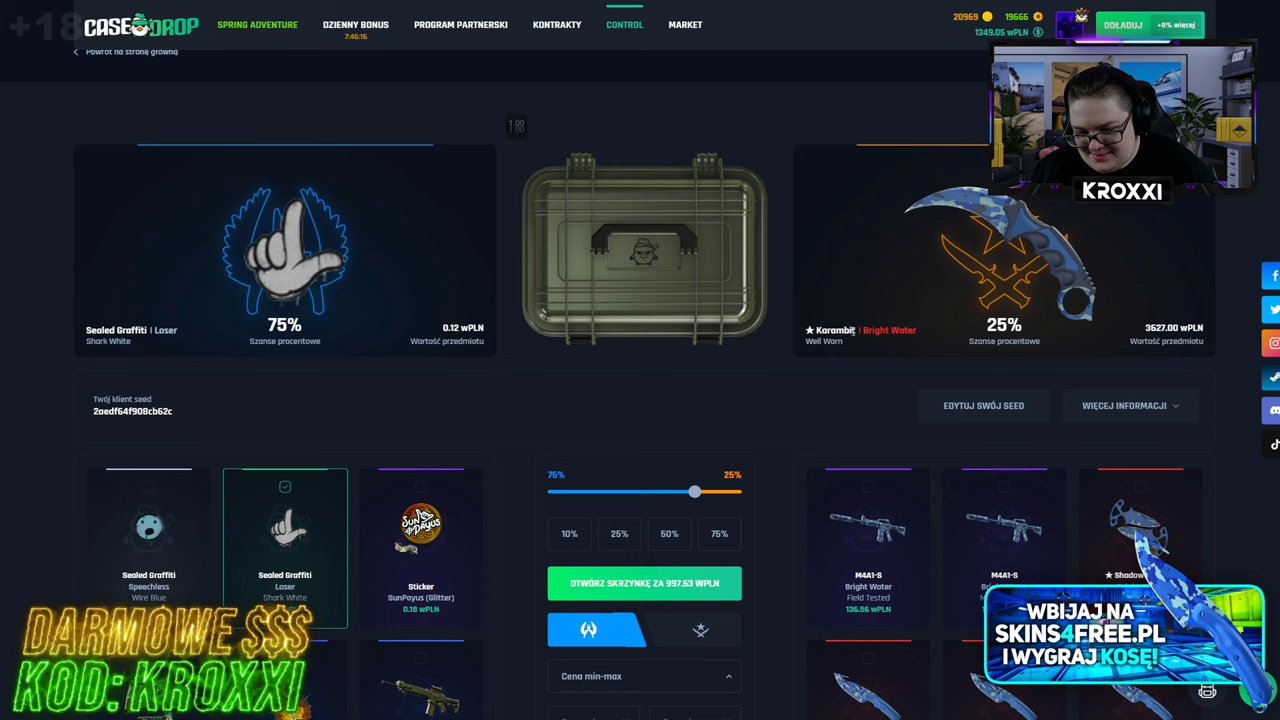 +18
CASEDROP
SPRING ADVENTURE
DZIENNY BONUS
7:46:16
PROGRAM PARTNERSKI
KONTRAKTY
CONTROL
MARKET
20969
19666
1349.05 wPLN
DOŁADUJ
+8% więcej
Powrót na stronę główną
1.00
1.00
KROXXI
Sealed Graffiti | Loser
Shark White
75%
Szanse procentowe
0.12 wPLN
Wartość przedmiotu
★ Karambit | Bright Water
Well Worn
25%
Szanse procentowe
3627.00 wPLN
Wartość przedmiotu
Twój klient seed
2aedf64f908cb62c
EDYTUJ SWÓJ SEED
WIĘCEJ INFORMACJI
Sealed Graffiti
Speechless
Wire Blue
Sealed Graffiti
Loser
Shark White
Sticker
SunPayus (Glitter)
0.18 wPLN
75%
25%
10%
25%
50%
75%
OTWÓRZ SKRZYNKĘ ZA 997.53 WPLN
Cena min-max
M4A1-S
Bright Water
Field Tested
136.56 WPLN
M4A1-S
★ Shadow
DARMOWE $$$
KOD: KROXXI
WBIJAJ NA
SKINS4FREE.PL
I WYGRAJ KOSĘ!